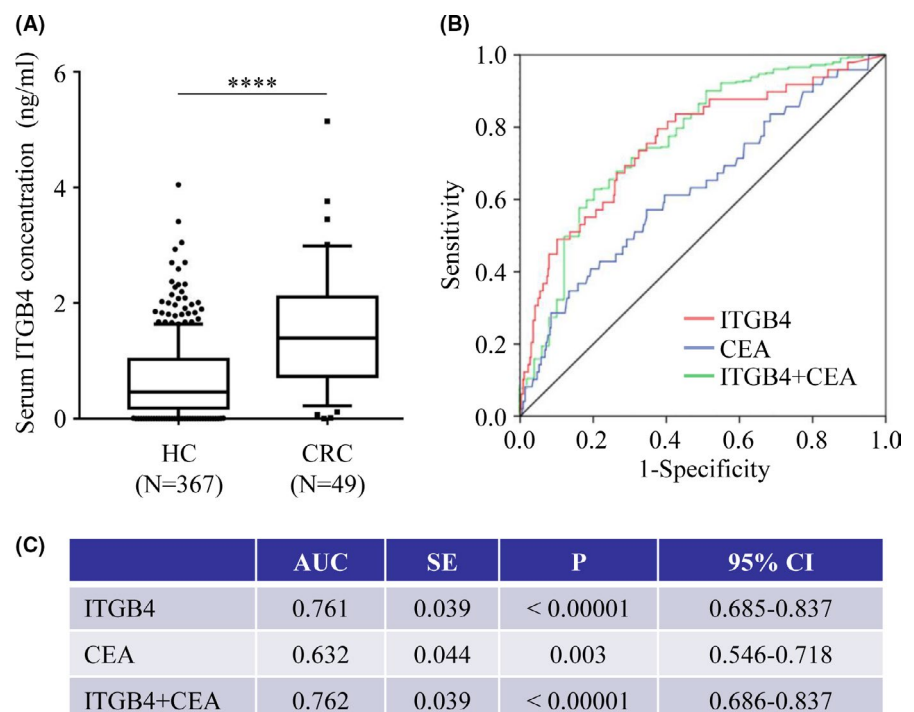 (A)
Serum ITGB4 concentration (ng/ml)
6
4
2
0
****
HC
(N=367)
CRC
(N=49)
(B)
Sensitivity
1.0
0.8
0.6
0.4
0.2
0.0
ITGB4
CEA
ITGB4+CEA
0.0 0.2 0.4 0.6 0.8 1.0
1-Specificity
(C)
AUC SE P 95% CI
ITGB4 0.761 0.039 < 0.00001 0.685-0.837
CEA 0.632 0.044 0.003 0.546-0.718
ITGB4+CEA 0.762 0.039 < 0.00001 0.686-0.837